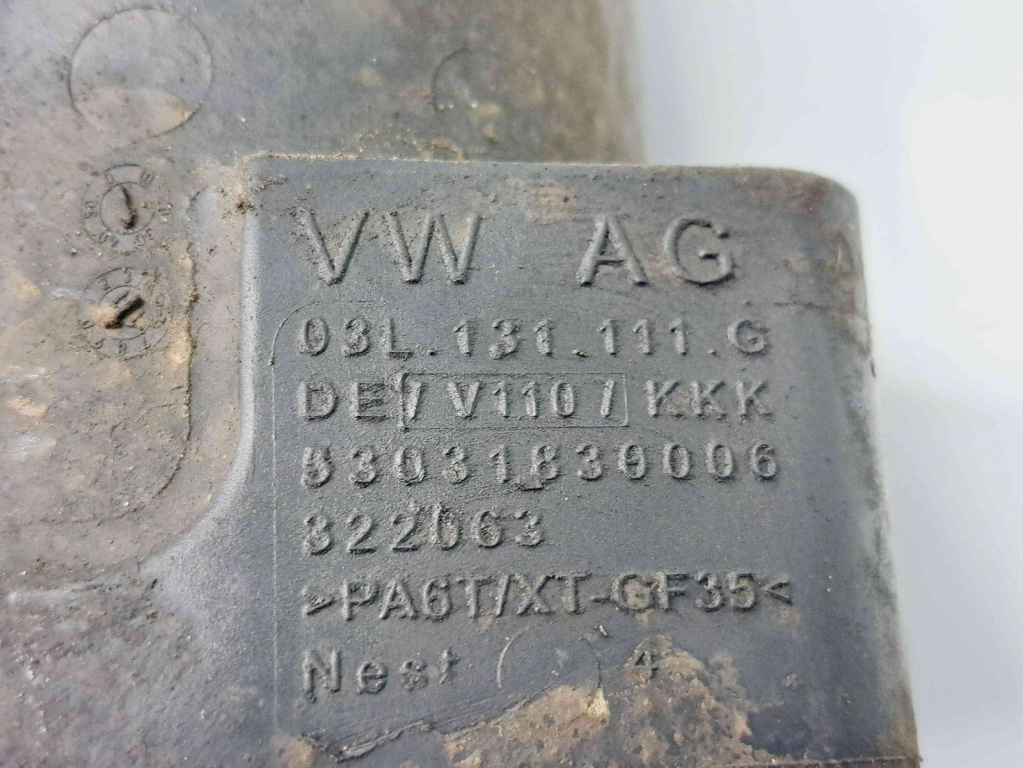 VW AG
03L.131.111.G
DE/V1107/KKK
53031830006
322063
>PA6T/XT-GF35<
Nest 4